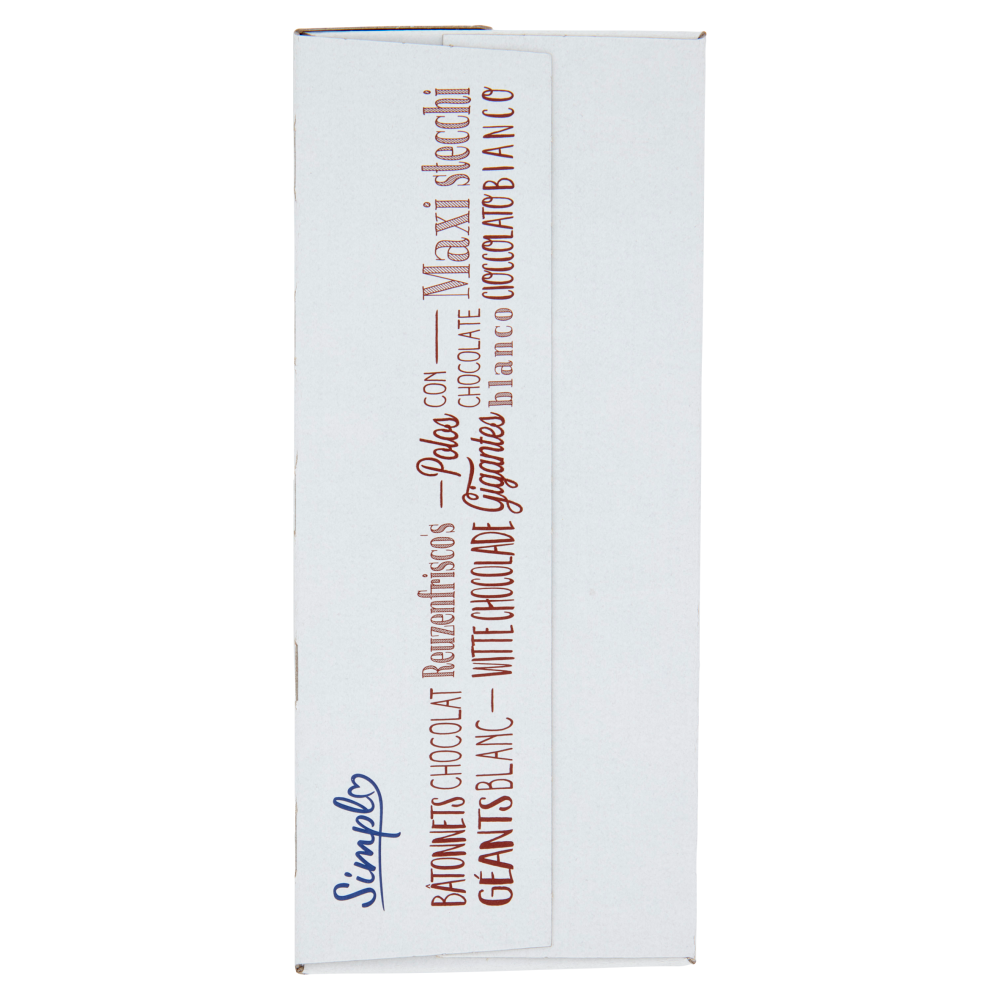 Simpl
BÂTONNETS CHOCOLAT Reuzenfrisco's — Polos CON — Maxi stecchi
GÉANTS BLANC — WITTE CHOCOLADE Gigantes CHOCOLATE blanco CIOCCOLATO BIANCO